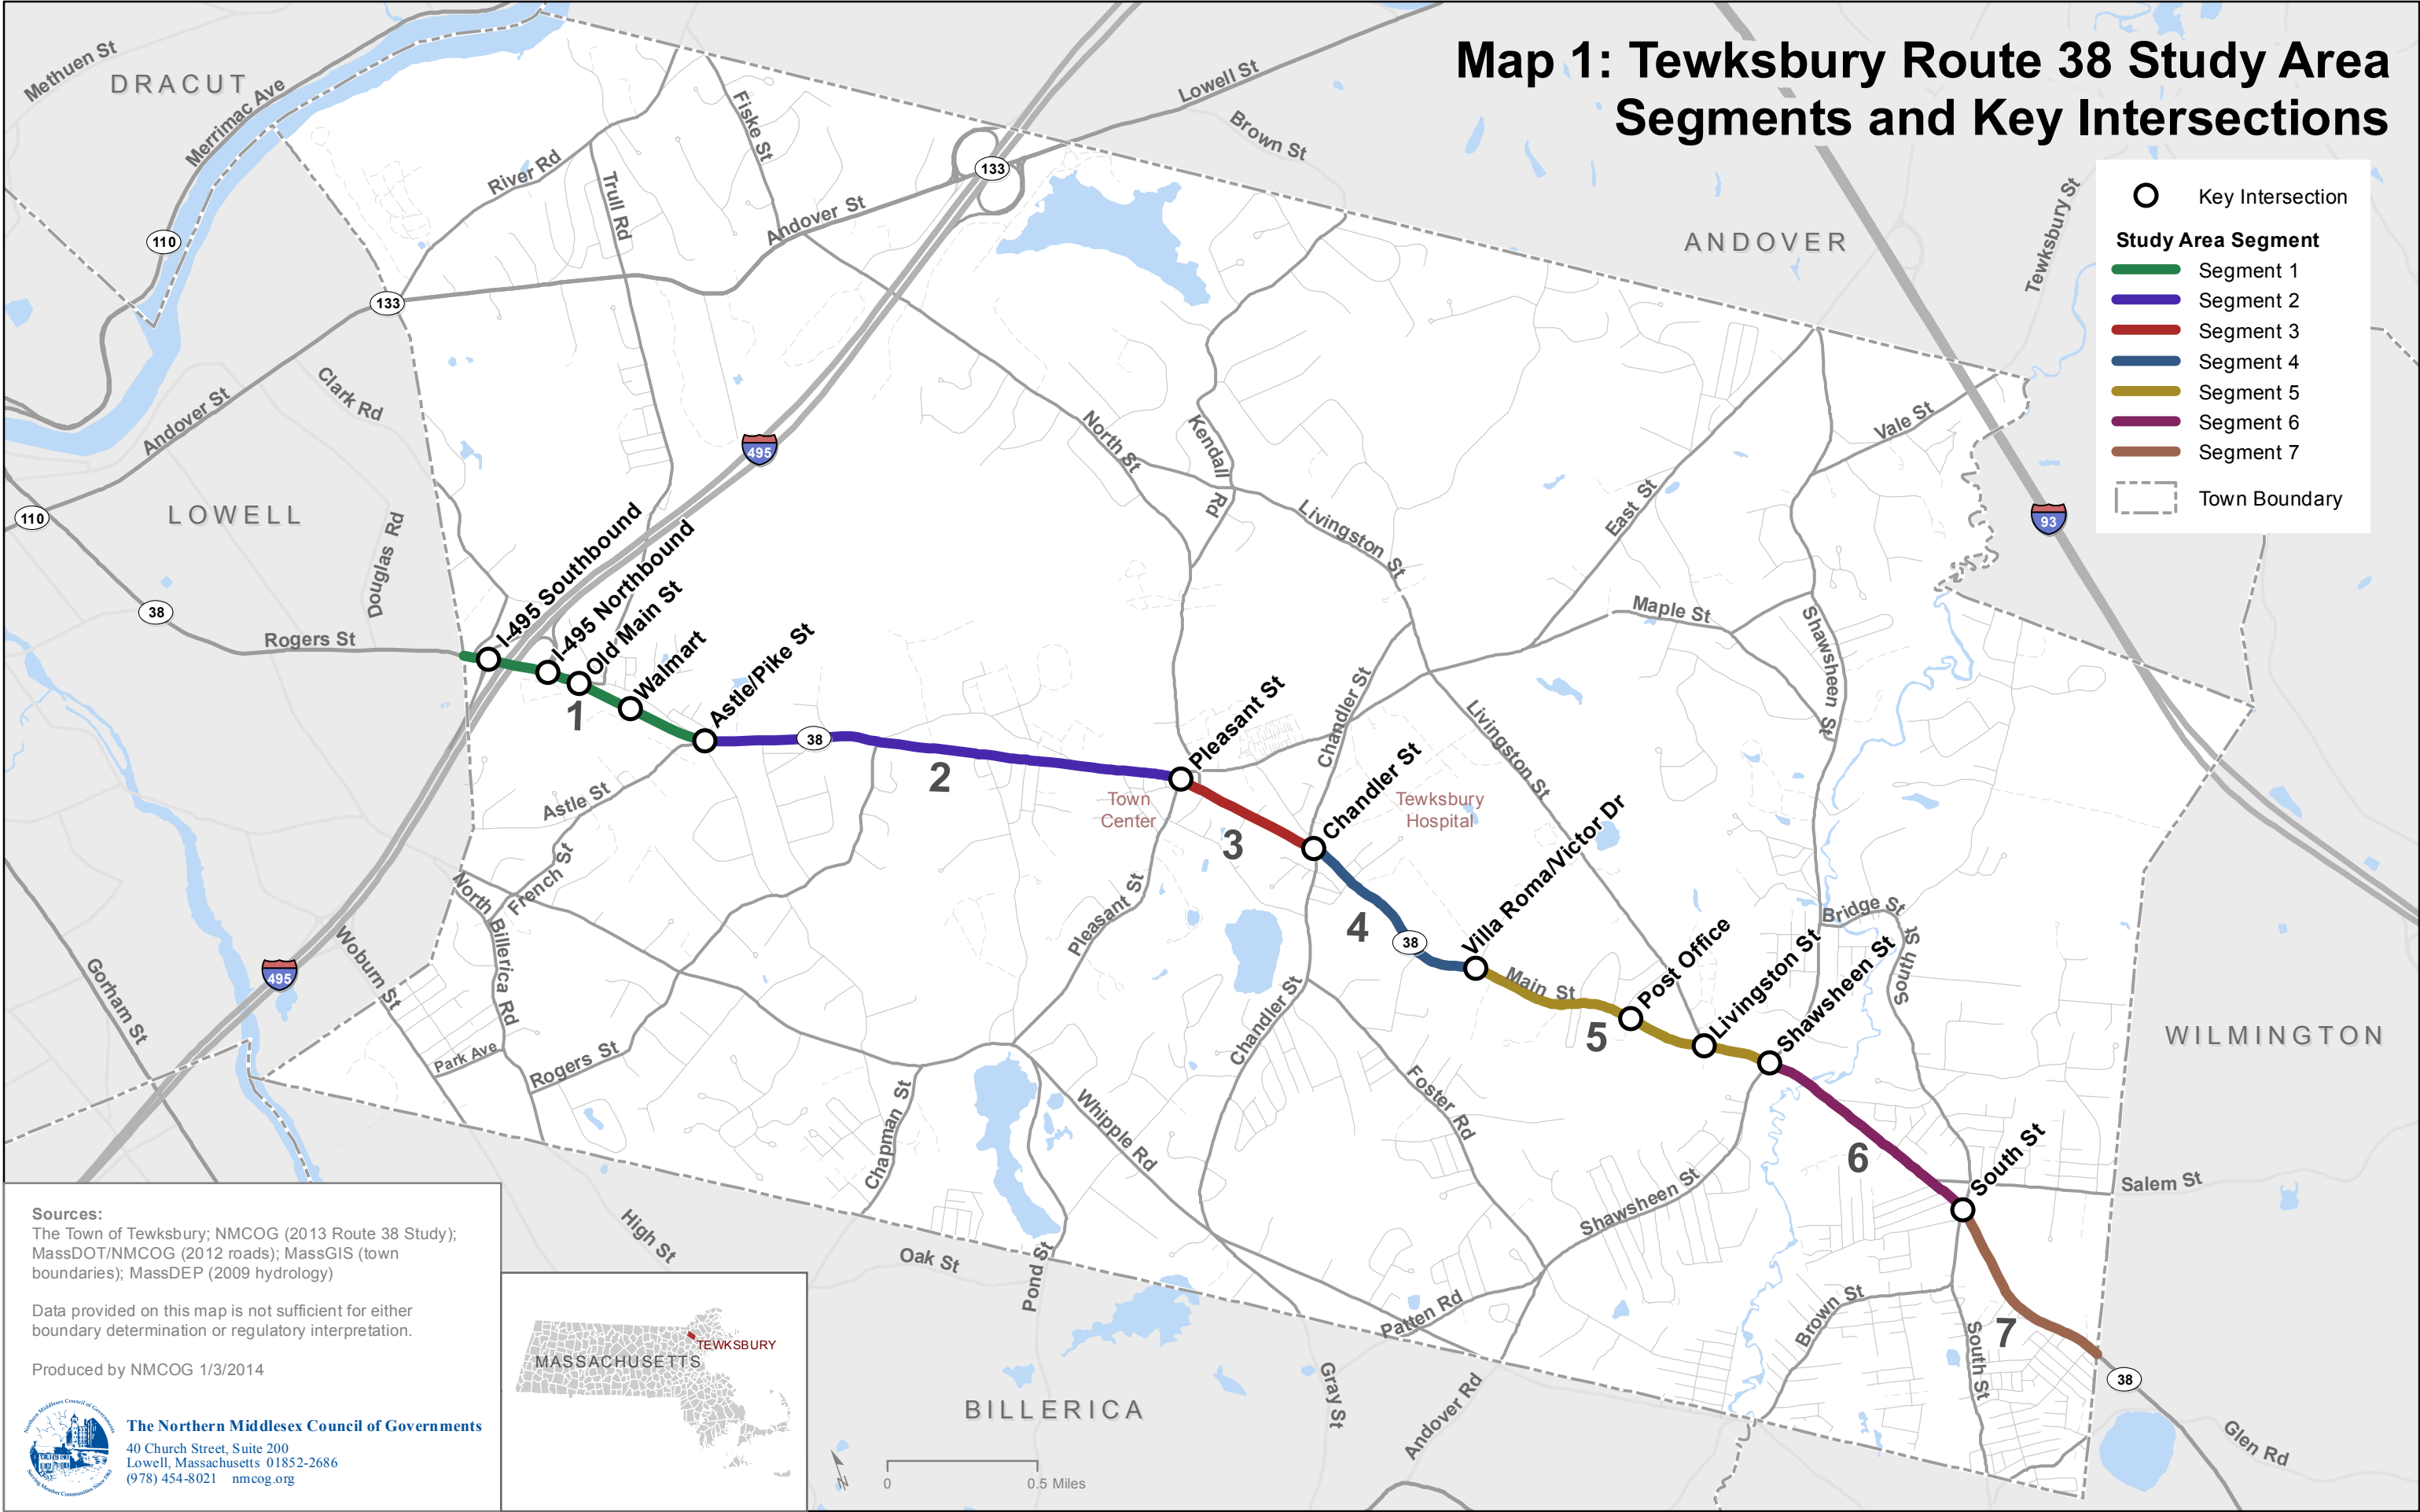 Map 1: Tewksbury Route 38 Study Area
Segments and Key Intersections
Key Intersection
Study Area Segment
Segment 1
Segment 2
Segment 3
Segment 4
Segment 5
Segment 6
Segment 7
Town Boundary
Methuen St
DRACUT
Merrimac Ave
110
River Rd
Trull Rd
Fiske St
Andover St
133
Lowell St
Brown St
ANDOVER
Tewksbury St
133
Clark Rd
Andover St
LOWELL
110
Douglas Rd
38
Rogers St
495
North St
Kendall Rd
Livingston St
East St
Vale St
93
Maple St
Shawsheen St
I-495 Southbound
I-495 Northbound
Old Main St
Walmart
Astle/Pike St
1
38
2
Pleasant St
Town
Center
3
Chandler St
Chandler St
Tewksbury
Hospital
Livingston St
4
38
Villa Roma/Victor Dr
Main St
Post Office
5
Livingston St
Shawsheen St
Bridge St
South St
WILMINGTON
Astle St
French St
North Billerica Rd
Pleasant St
Woburn St
Gorham St
495
Park Ave
Rogers St
Chapman St
Whipple Rd
Chandler St
Foster Rd
Shawsheen St
6
South St
Salem St
7
38
Glen Rd
Brown St
South St
Patten Rd
High St
Oak St
Pond St
BILLERICA
Gray St
Andover Rd
Sources:
The Town of Tewksbury; NMCOG (2013 Route 38 Study);
MassDOT/NMCOG (2012 roads); MassGIS (town
boundaries); MassDEP (2009 hydrology)
Data provided on this map is not sufficient for either
boundary determination or regulatory interpretation.
Produced by NMCOG 1/3/2014
The Northern Middlesex Council of Governments
40 Church Street, Suite 200
Lowell, Massachusetts 01852-2686
(978) 454-8021 nmcog.org
TEWKSBURY
MASSACHUSETTS
N
0
0.5 Miles